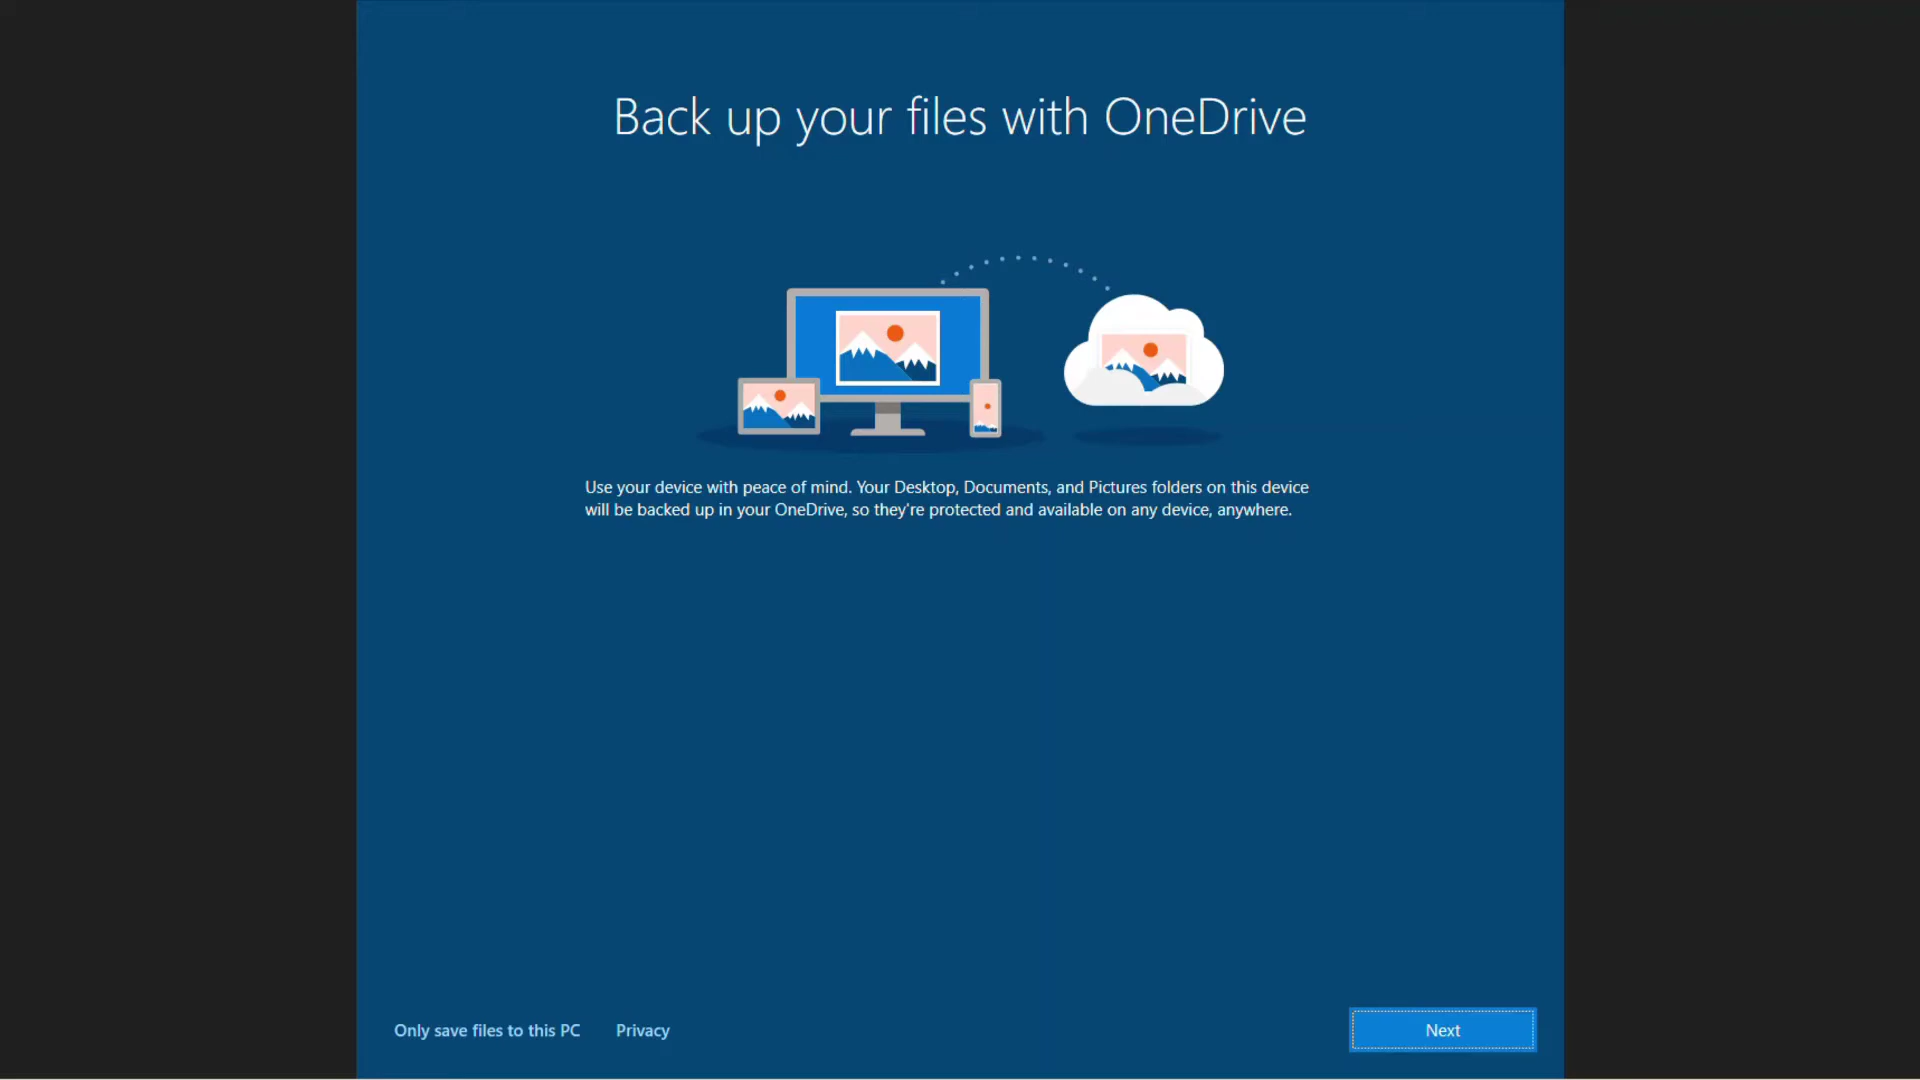 Back up your files with OneDrive
Use your device with peace of mind. Your Desktop, Documents, and Pictures folders on this device
will be backed up in your OneDrive, so they're protected and available on any device, anywhere.
Only save files to this PC
Privacy
Next